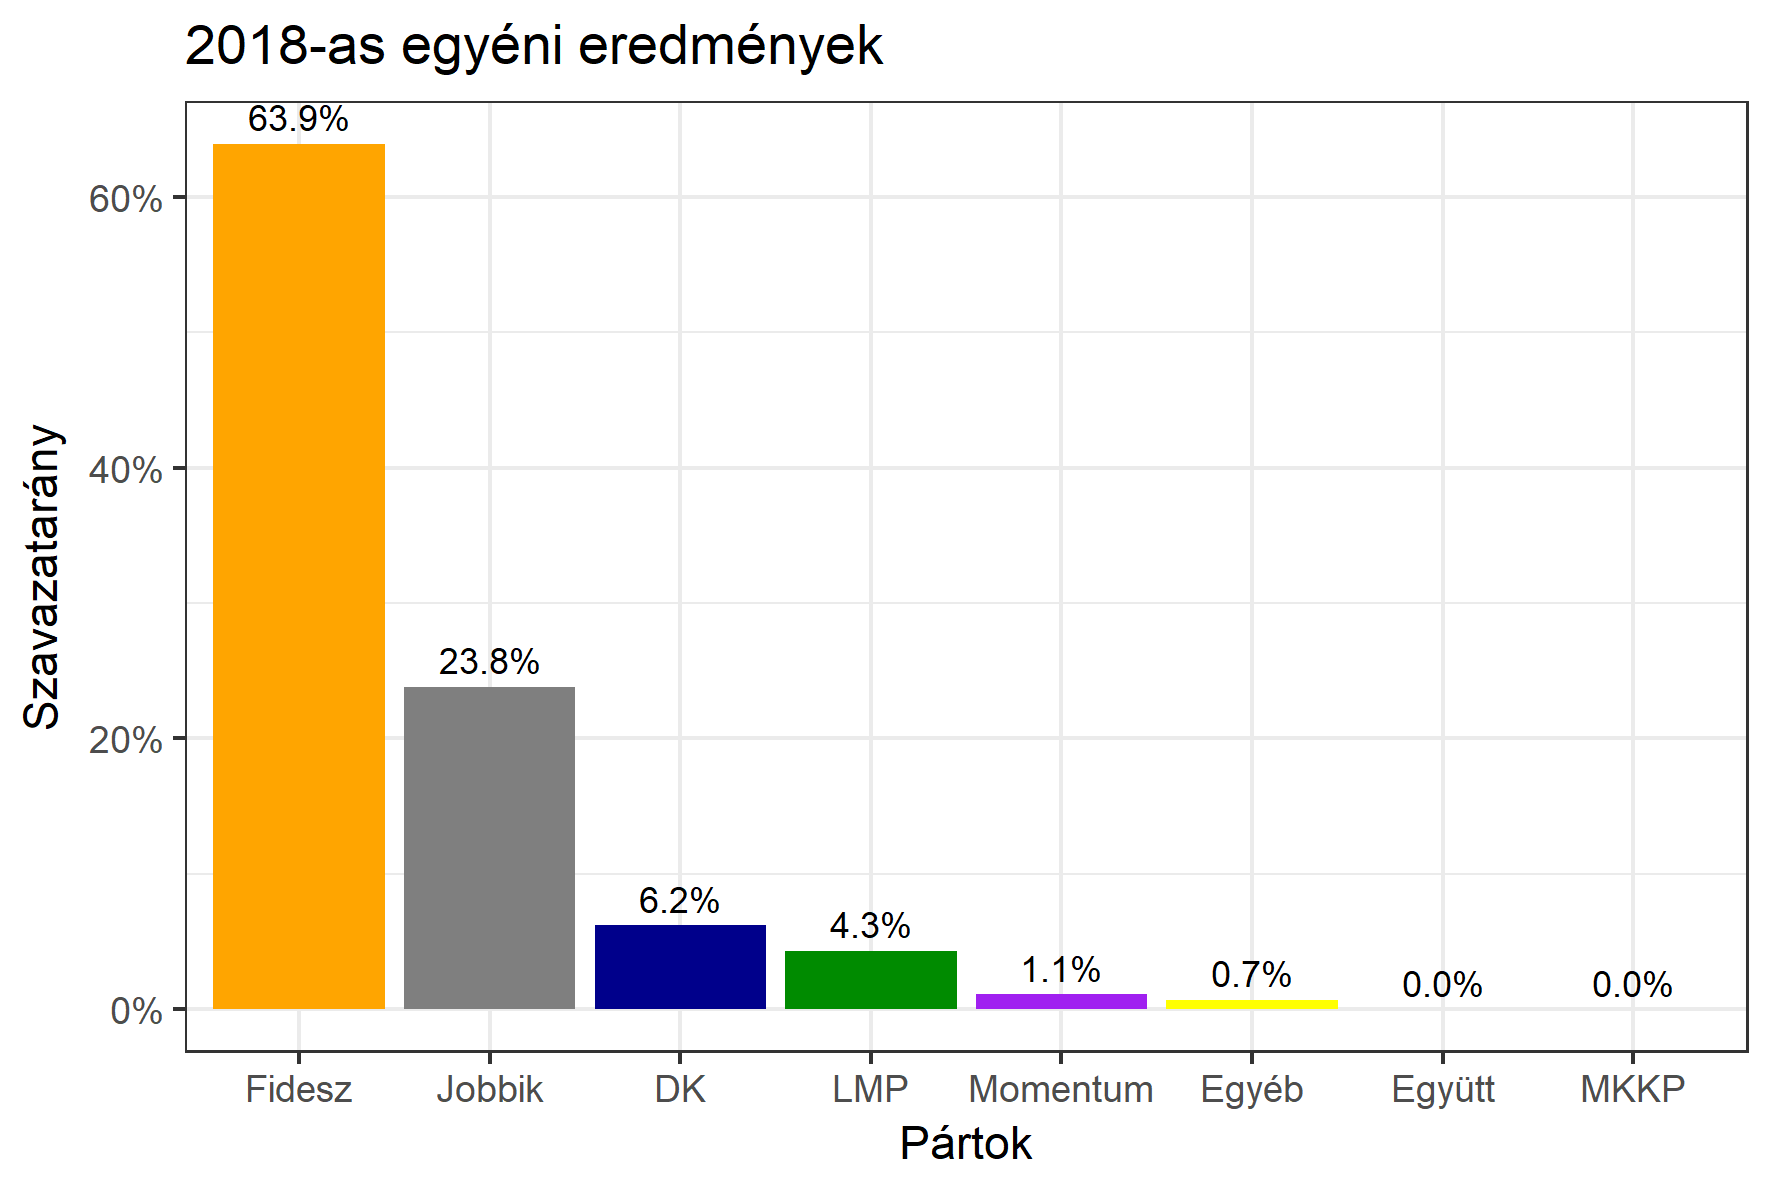 2018-as egyéni eredmények
63.9%
23.8%
6.2%
4.3%
1.1%
0.7%
0.0%
0.0%
60%
40%
20%
0%
Szavazatarány
Fidesz
Jobbik
DK
LMP
Momentum
Egyéb
Együtt
MKKP
Pártok